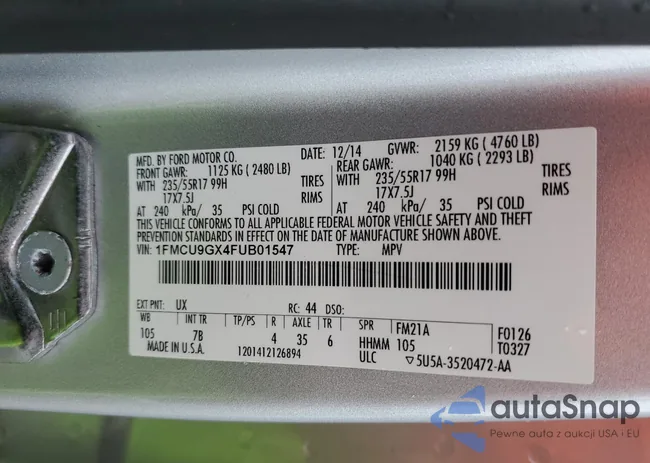 MFD. BY FORD MOTOR CO. DATE: 12/14 GVWR: 2159 KG (4760 LB)
FRONT GAWR: 1125 KG (2480 LB) REAR GAWR: 1040 KG (2293 LB)
WITH 235/55R17 99H TIRES WITH 235/55R17 99H TIRES
17X7.5J RIMS 17X7.5J RIMS
AT 240 kPa/ 35 PSI COLD AT 240 kPa/ 35 PSI COLD
THIS VEHICLE CONFORMS TO ALL APPLICABLE FEDERAL MOTOR VEHICLE SAFETY AND THEFT
PREVENTION STANDARDS IN EFFECT ON THE DATE OF MANUFACTURE SHOWN ABOVE.
VIN: 1FMCU9GX4FUB01547 TYPE: MPV
EXT PNT: UX RC: 44 DSO:
WB INT TR TP/PS R AXLE TR SPR FM21A F0126
105 7B 4 35 6 HHMM 105 T0327
MADE IN U.S.A. 1201412126894 ULC ▽5U5A-3520472-AA
autaSnap
Pewne auta z aukcji USA i EU